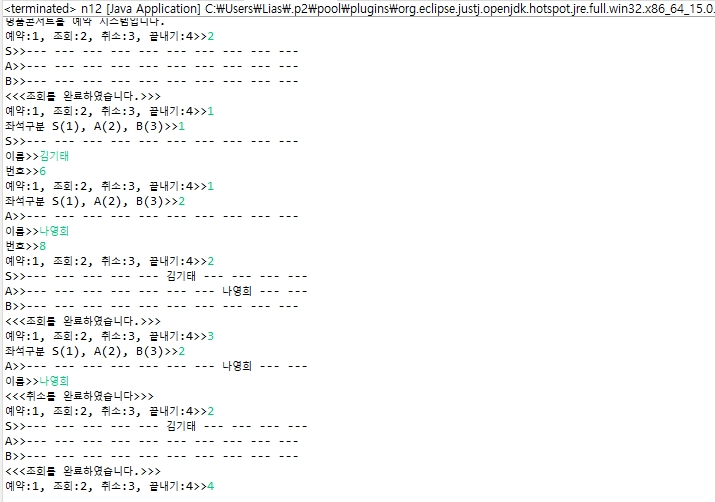 <terminated> n12 [Java Application] C:₩Users₩Lias₩.p2₩pool₩plugins₩org.eclipse.justj.openjdk.hotspot.jre.full.win32.x86_64_15.0.
명품콘서트홀 예약 시스템입니다.
예약:1, 조회:2, 취소:3, 끝내기:4>>2
S>>--- --- --- --- --- --- --- --- --- ---
A>>--- --- --- --- --- --- --- --- --- ---
B>>--- --- --- --- --- --- --- --- --- ---
<<<조회를 완료하였습니다.>>>
예약:1, 조회:2, 취소:3, 끝내기:4>>1
좌석구분 S(1), A(2), B(3)>>1
S>>--- --- --- --- --- --- --- --- --- ---
이름>>김기태
번호>>6
예약:1, 조회:2, 취소:3, 끝내기:4>>1
좌석구분 S(1), A(2), B(3)>>2
A>>--- --- --- --- --- --- --- --- --- ---
이름>>나영희
번호>>8
예약:1, 조회:2, 취소:3, 끝내기:4>>2
S>>--- --- --- --- --- 김기태 --- --- --- ---
A>>--- --- --- --- --- --- --- 나영희 --- ---
B>>--- --- --- --- --- --- --- --- --- ---
<<<조회를 완료하였습니다.>>>
예약:1, 조회:2, 취소:3, 끝내기:4>>3
좌석구분 S(1), A(2), B(3)>>2
A>>--- --- --- --- --- --- --- 나영희 --- ---
이름>>나영희
<<<취소를 완료하였습니다>>>
예약:1, 조회:2, 취소:3, 끝내기:4>>2
S>>--- --- --- --- --- 김기태 --- --- --- ---
A>>--- --- --- --- --- --- --- --- --- ---
B>>--- --- --- --- --- --- --- --- --- ---
<<<조회를 완료하였습니다.>>>
예약:1, 조회:2, 취소:3, 끝내기:4>>4